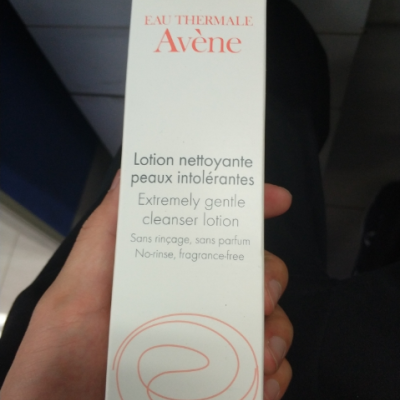 EAU THERMALE
Avène
Lotion nettoyante
peaux intolérantes
Extremely gentle
cleanser lotion
Sans rinçage, sans parfum
No-rinse, fragrance-free